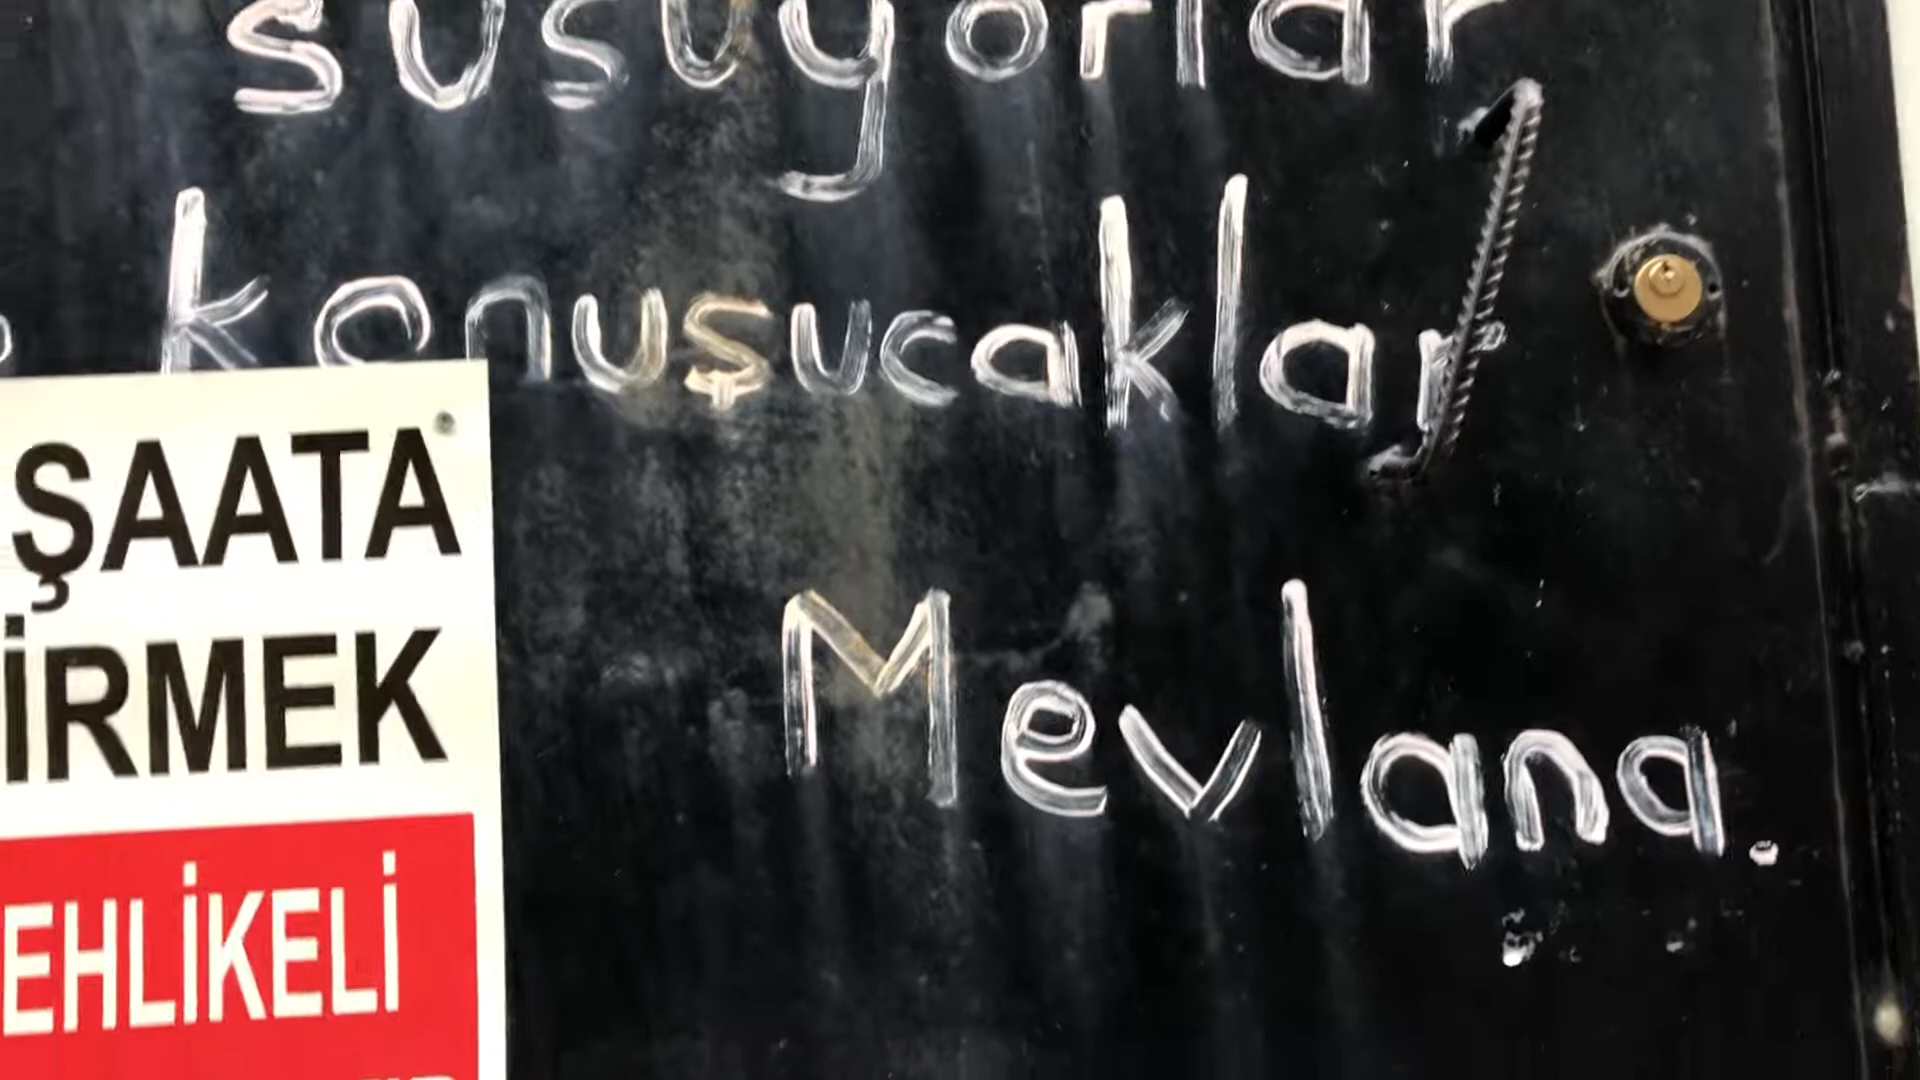 susuyorlar
konuşucaklar
Mevlana.
ŞAATA
İRMEK
EHLİKELİ